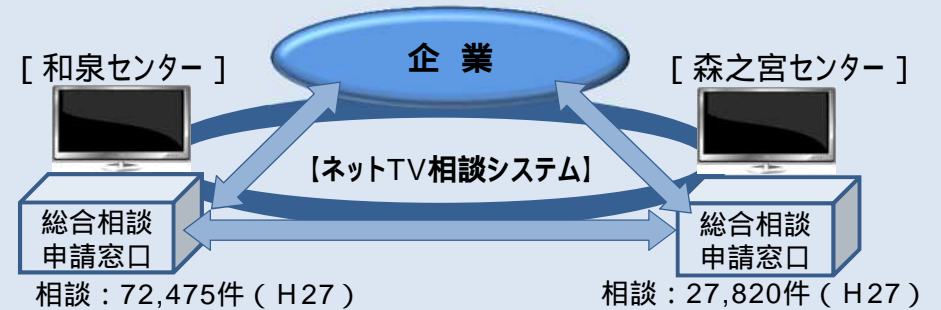 企 業
[ 和泉センター ]
[ 森之宮センター ]
【ネットTV相談システム】
総合相談
申請窓口
総合相談
申請窓口
相談：72,475件（H27）
相談：27,820件（H27）